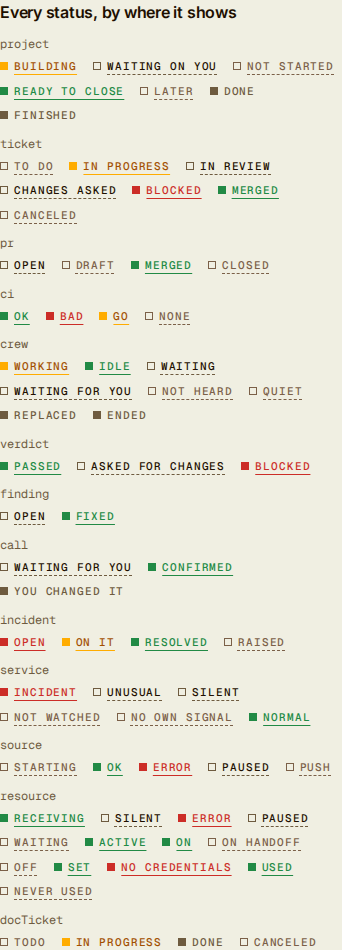 Every status, by where it shows
project
BUILDING WAITING ON YOU NOT STARTED
READY TO CLOSE LATER DONE
FINISHED
ticket
TO DO IN PROGRESS IN REVIEW
CHANGES ASKED BLOCKED MERGED
CANCELED
pr
OPEN DRAFT MERGED CLOSED
ci
OK BAD GO NONE
crew
WORKING IDLE WAITING
WAITING FOR YOU NOT HEARD QUIET
REPLACED ENDED
verdict
PASSED ASKED FOR CHANGES BLOCKED
finding
OPEN FIXED
call
WAITING FOR YOU CONFIRMED
YOU CHANGED IT
incident
OPEN ON IT RESOLVED RAISED
service
INCIDENT UNUSUAL SILENT
NOT WATCHED NO OWN SIGNAL NORMAL
source
STARTING OK ERROR PAUSED PUSH
resource
RECEIVING SILENT ERROR PAUSED
WAITING ACTIVE ON ON HANDOFF
OFF SET NO CREDENTIALS USED
NEVER USED
docTicket
TODO IN PROGRESS DONE CANCELED